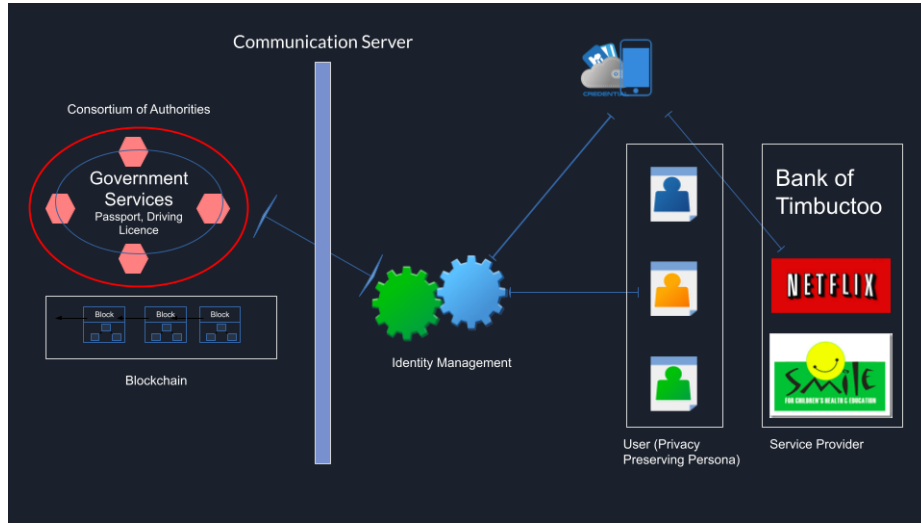 Communication Server
Consortium of Authorities
Government
Services
Passport, Driving
Licence
Block
Block
Block
Blockchain
Identity Management
User (Privacy
Preserving Persona)
Bank of
Timbuctoo
NETFLIX
SMiLE
FOR CHILDREN'S HEALTH & EDUCATION
Service Provider